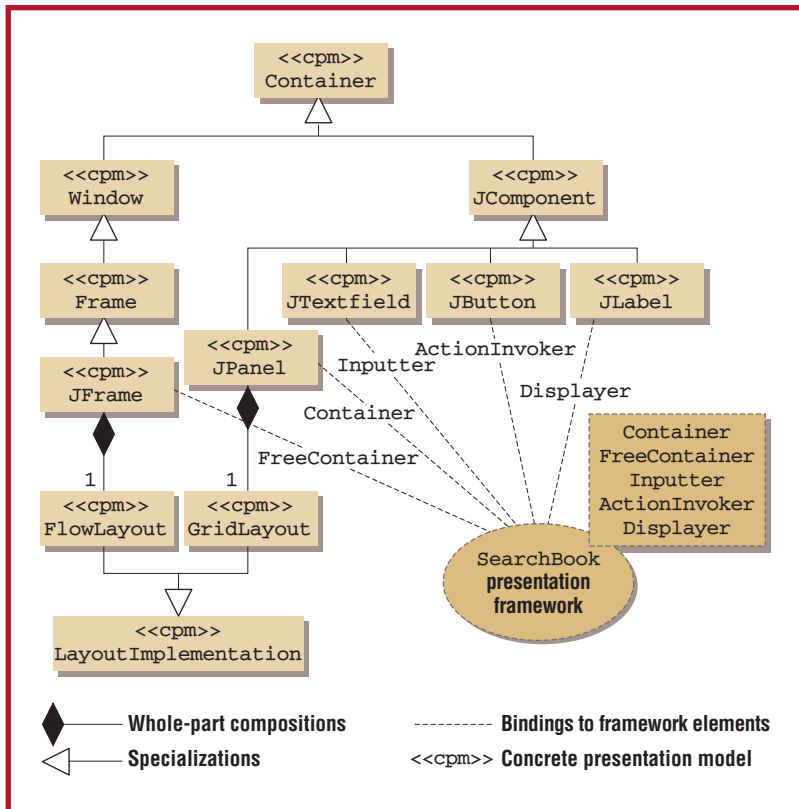 <<cpm>>
Container
<<cpm>>
Window
<<cpm>>
JComponent
<<cpm>>
Frame
<<cpm>>
JTextfield
<<cpm>>
JButton
<<cpm>>
JLabel
<<cpm>>
JFrame
<<cpm>>
JPanel
Inputter
ActionInvoker
Displayer
Container
FreeContainer
Container
FreeContainer
Inputter
ActionInvoker
Displayer
1
1
<<cpm>>
FlowLayout
<<cpm>>
GridLayout
SearchBook
presentation
framework
<<cpm>>
LayoutImplementation
Whole-part compositions
Bindings to framework elements
Specializations
<<cpm>> Concrete presentation model